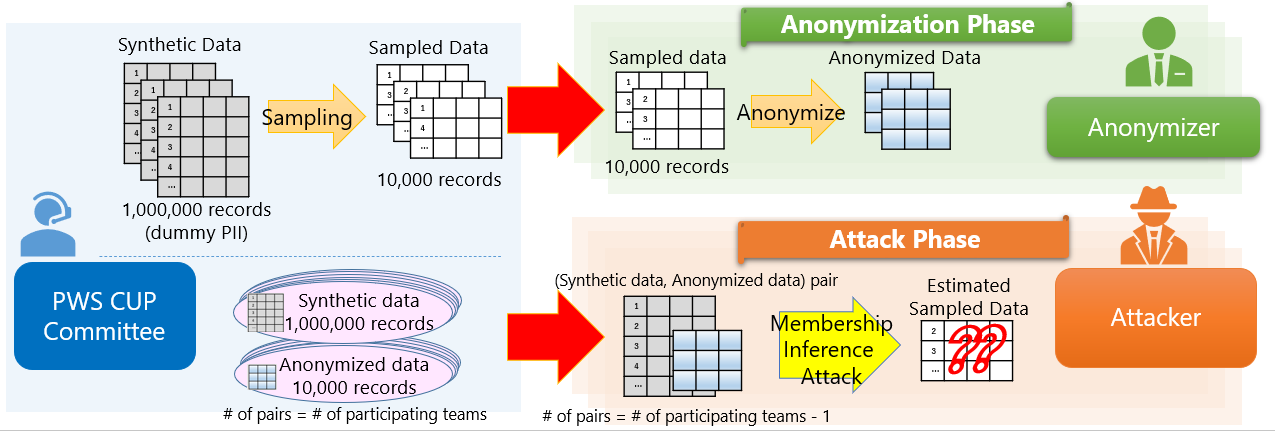 Synthetic Data
1
2
3
4
...
1
2
3
4
...
1
2
3
4
...
1,000,000 records
(dummy PII)
Sampling
Sampled Data
1
3
...
2
3
...
1
4
...
10,000 records
PWS CUP
Committee
Synthetic data
1,000,000 records
Anonymized data
10,000 records
# of pairs = # of participating teams
Anonymization Phase
Sampled data
1
3
...
2
3
...
10,000 records
Anonymize
Anonymized Data
Anonymizer
Attack Phase
(Synthetic data, Anonymized data) pair
1
2
3
4
...
Membership
Inference
Attack
Estimated
Sampled Data
2
3
...
??
Attacker
# of pairs = # of participating teams - 1